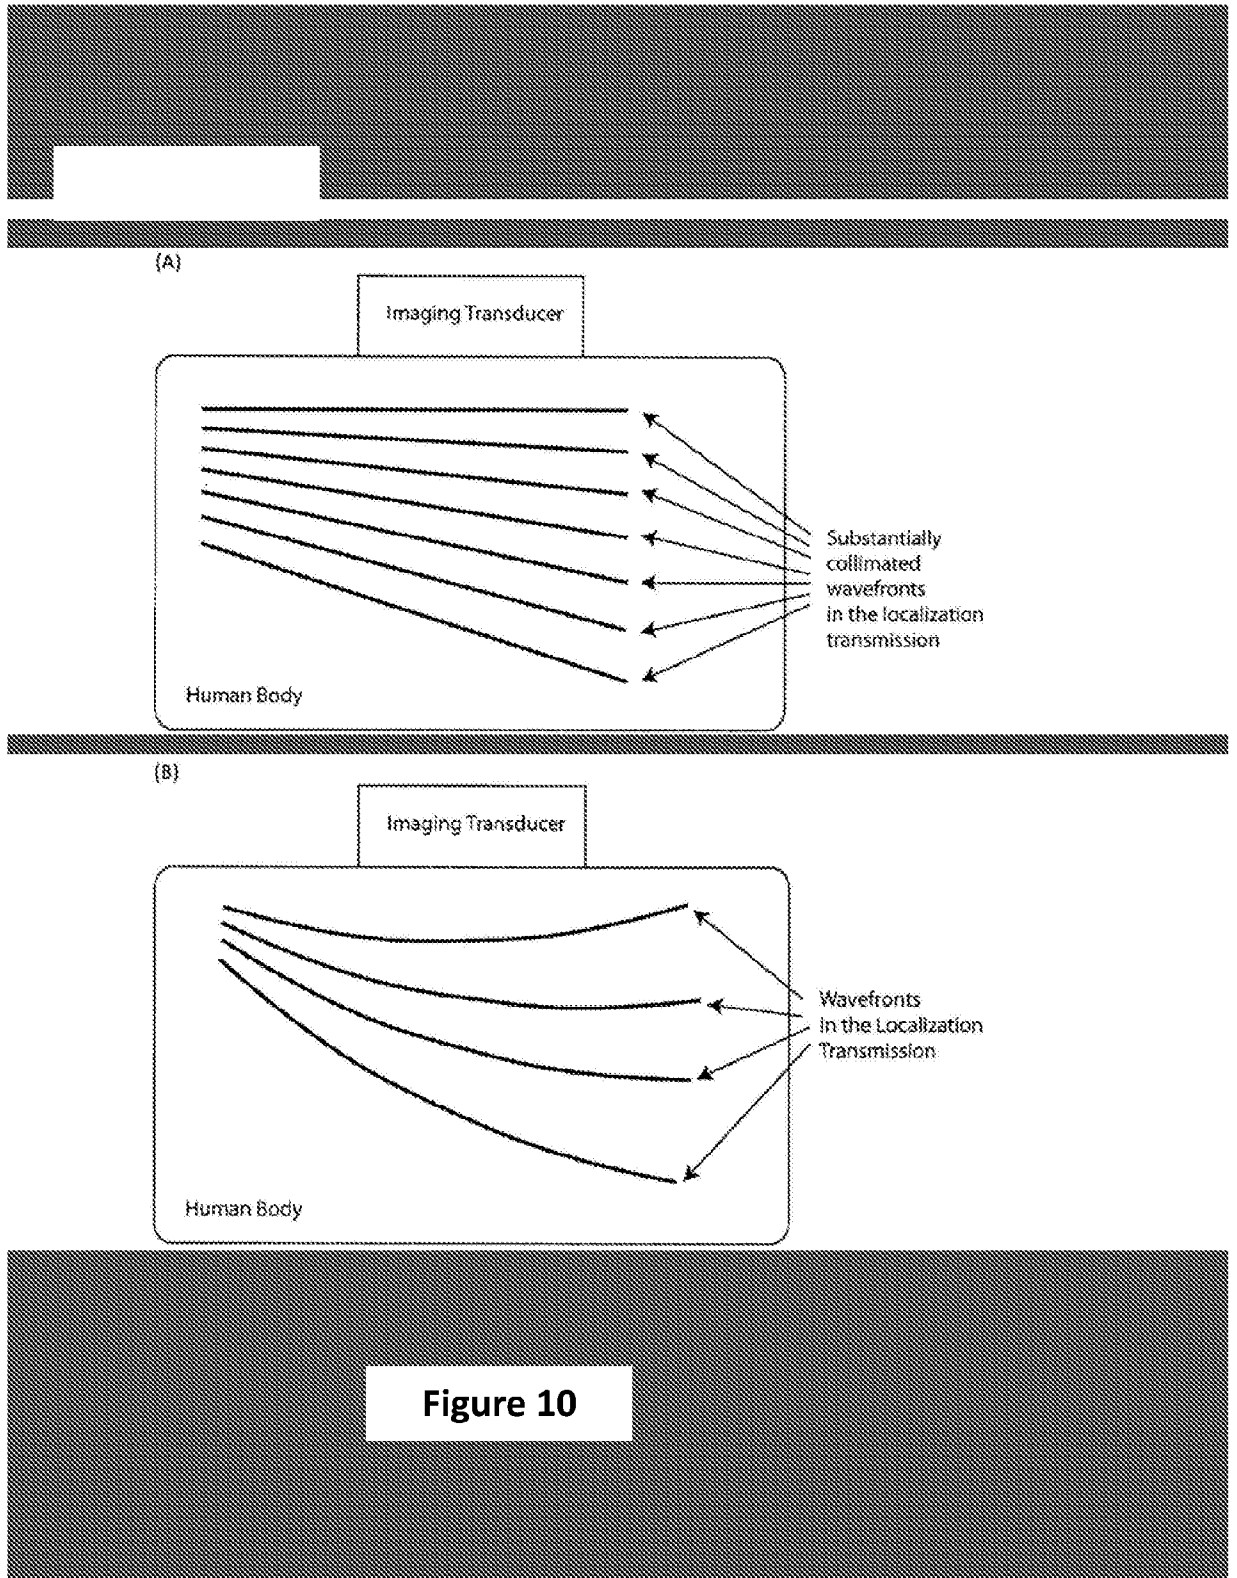 (A)
Imaging Transducer
Substantially
collimated
wavefronts
in the localization
transmission
Human Body
(B)
Imaging Transducer
Wavefronts
in the Localization
Transmission
Human Body
Figure 10